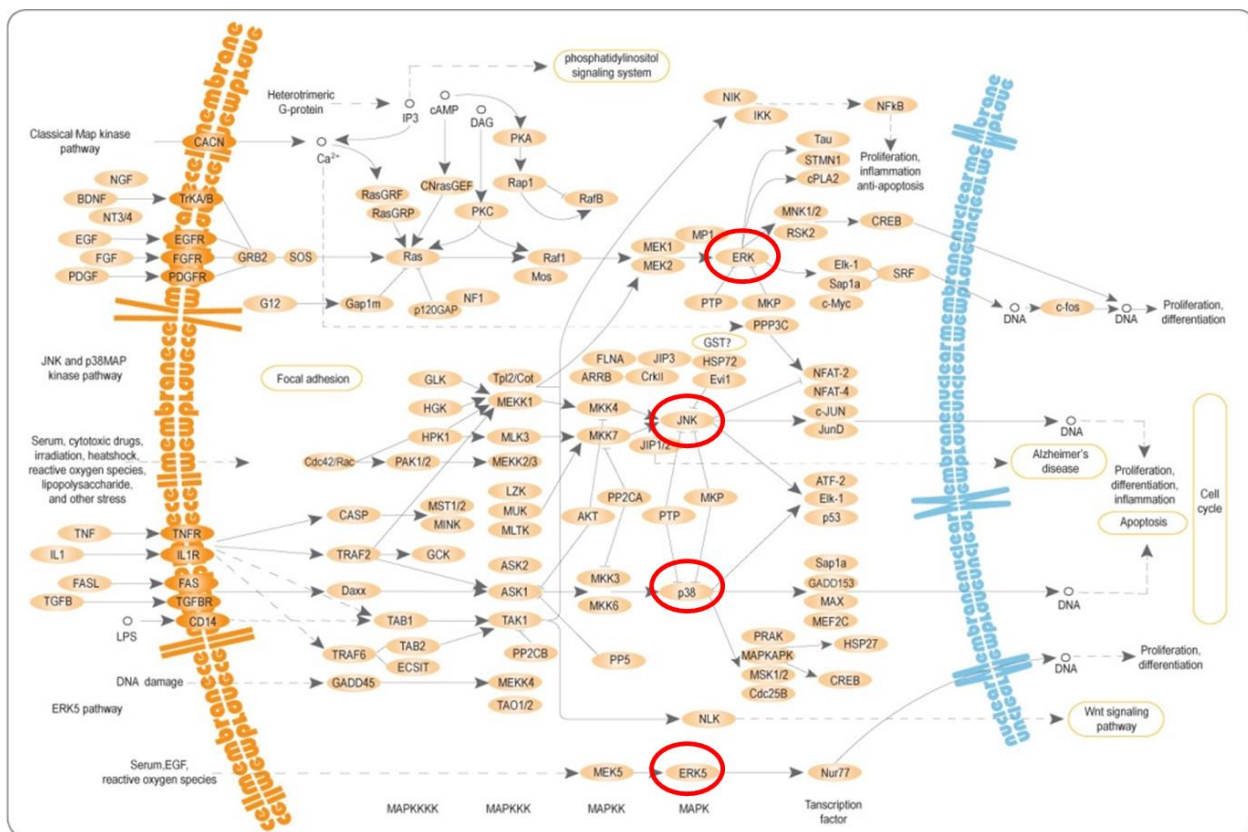 phosphatidylinositol
signaling system
Heterotrimeric
G-protein
IP3
cAMP
DAG
NIK
IKK
NFkB
Classical Map kinase
pathway
CACN
Ca2+
PKA
Tau
STMN1
cPLA2
Proliferation,
inflammation
anti-apoptosis
NGF
BDNF
NT3/4
TrKA/B
RasGRF
RasGRP
CNrasGEF
Rap1
RafB
PKC
MNK1/2
RSK2
CREB
EGF
FGF
PDGF
EGFR
FGFR
PDGFR
GRB2
SOS
Ras
Raf1
Mos
MEK1
MEK2
MP1
ERK
Elk-1
Sap1a
c-Myc
SRF
G12
Gap1m
p120GAP
NF1
PTP
MKP
PPP3C
DNA
c-fos
DNA
Proliferation,
differentiation
JNK and p38MAP
kinase pathway
Focal adhesion
GST?
FLNA
JIP3
HSP72
ARRB
CrkII
Evi1
NFAT-2
NFAT-4
GLK
Tpl2/Cot
MEKK1
HGK
MKK4
JNK
c-JUN
JunD
DNA
HPK1
MLK3
MKK7
JIP1/2
Serum, cytotoxic drugs,
irradiation, heatshock,
reactive oxygen species,
lipopolysaccharide,
and other stress
Cdc42/Rac
PAK1/2
MEKK2/3
Alzheimer's
disease
Proliferation,
differentiation,
inflammation
Apoptosis
Cell
cycle
LZK
MUK
MLTK
PP2CA
AKT
PTP
MKP
ATF-2
Elk-1
p53
TNF
IL1
TNFR
IL1R
CASP
MST1/2
MINK
TRAF2
GCK
FASL
TGFB
FAS
TGFBR
Daxx
ASK2
ASK1
MKK3
MKK6
p38
Sap1a
GADD153
MAX
MEF2C
DNA
LPS
CD14
TAB1
TAK1
TRAF6
TAB2
ECSIT
PP2CB
PP5
PRAK
MAPKAPK
MSK1/2
Cdc25B
HSP27
CREB
DNA
Proliferation,
differentiation
DNA damage
GADD45
MEKK4
TAO1/2
ERK5 pathway
NLK
Wnt signaling
pathway
Serum,EGF,
reactive oxygen species
MEK5
ERK5
Nur77
MAPKKKK
MAPKKK
MAPKK
MAPK
Tanscription
factor